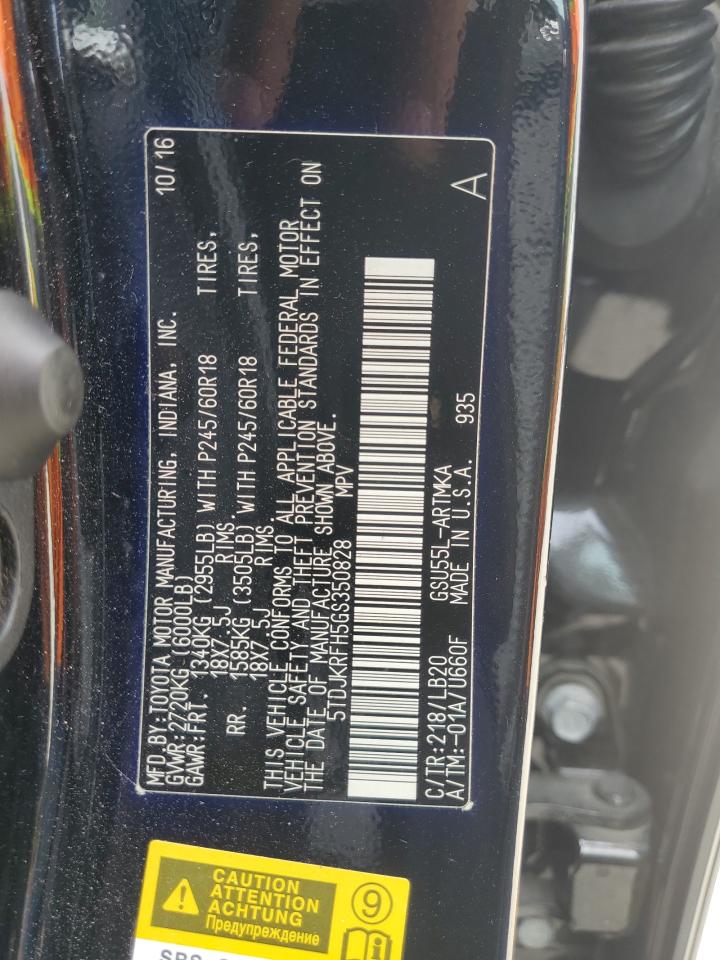 MFD.BY:TOYOTA MOTOR MANUFACTURING, INDIANA, INC. 10/16
GVWR:2720KG (6000LB)
GAWR:FRT. 1340KG (2955LB) WITH P245/60R18 TIRES,
18X7.5J RIMS.
RR. 1585KG (3505LB) WITH P245/60R18 TIRES,
18X7.5J RIMS.
THIS VEHICLE CONFORMS TO ALL APPLICABLE FEDERAL MOTOR
VEHICLE SAFETY AND THEFT PREVENTION STANDARDS IN EFFECT ON
THE DATE OF MANUFACTURE SHOWN ABOVE.
5TDJKRFH5GS350828 MPV
C/TR:218/LB20 GSU55L-ARTMKA
A/TM:-01A/U660F MADE IN U.S.A. 935 A
CAUTION
ATTENTION
ACHTUNG
Предупреждение
9